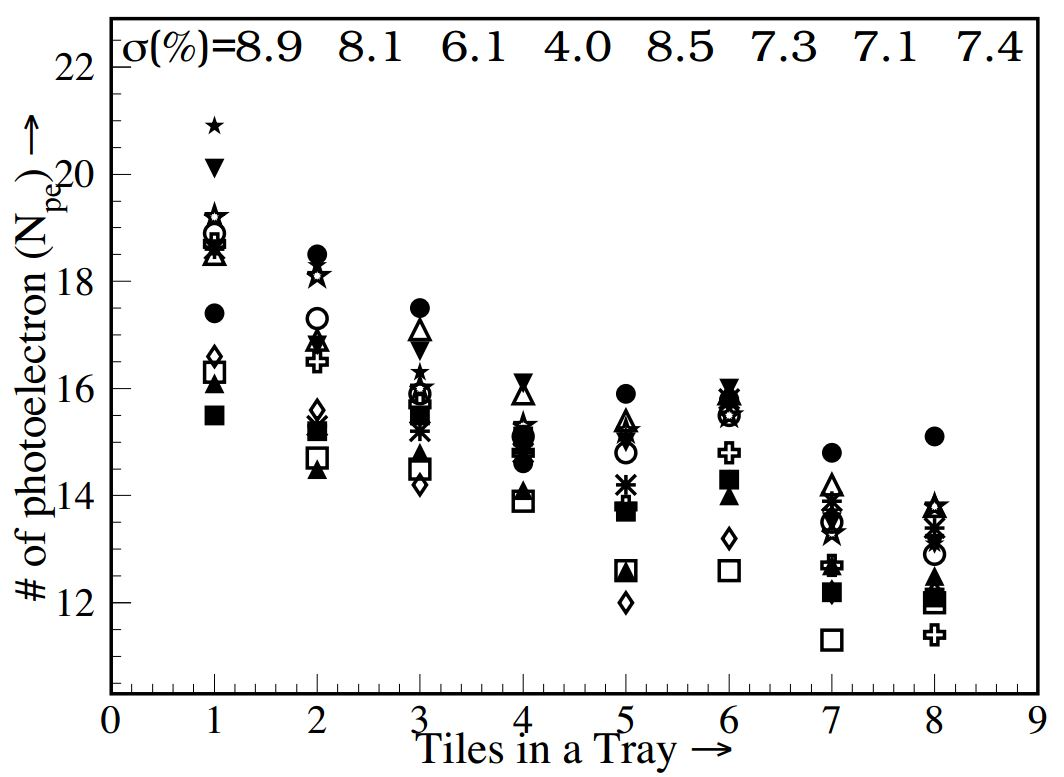 σ(%)=8.9 8.1 6.1 4.0 8.5 7.3 7.1 7.4
22
20
18
16
14
12
# of photoelectron (Npe) →
0 1 2 3 4 5 6 7 8 9
Tiles in a Tray →